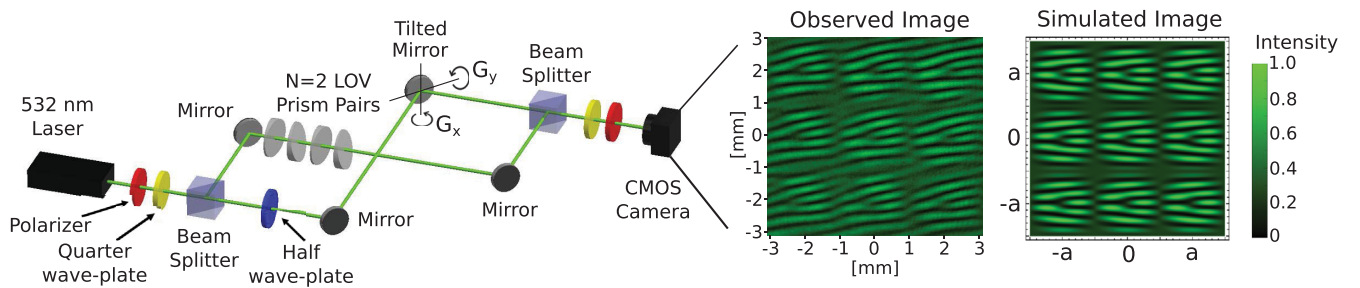 532 nm
Laser
Polarizer
Quarter
wave-plate
Beam
Splitter
Mirror
N=2 LOV
Prism Pairs
Half
wave-plate
Mirror
Tilted
Mirror
Gy
Gx
Mirror
Beam
Splitter
CMOS
Camera
Observed Image
[mm]
3
2
1
0
-1
-2
-3
-3 -2 -1 0 1 2 3
[mm]
Simulated Image
a
0
-a
-a 0 a
Intensity
1.0
0.8
0.6
0.4
0.2
0